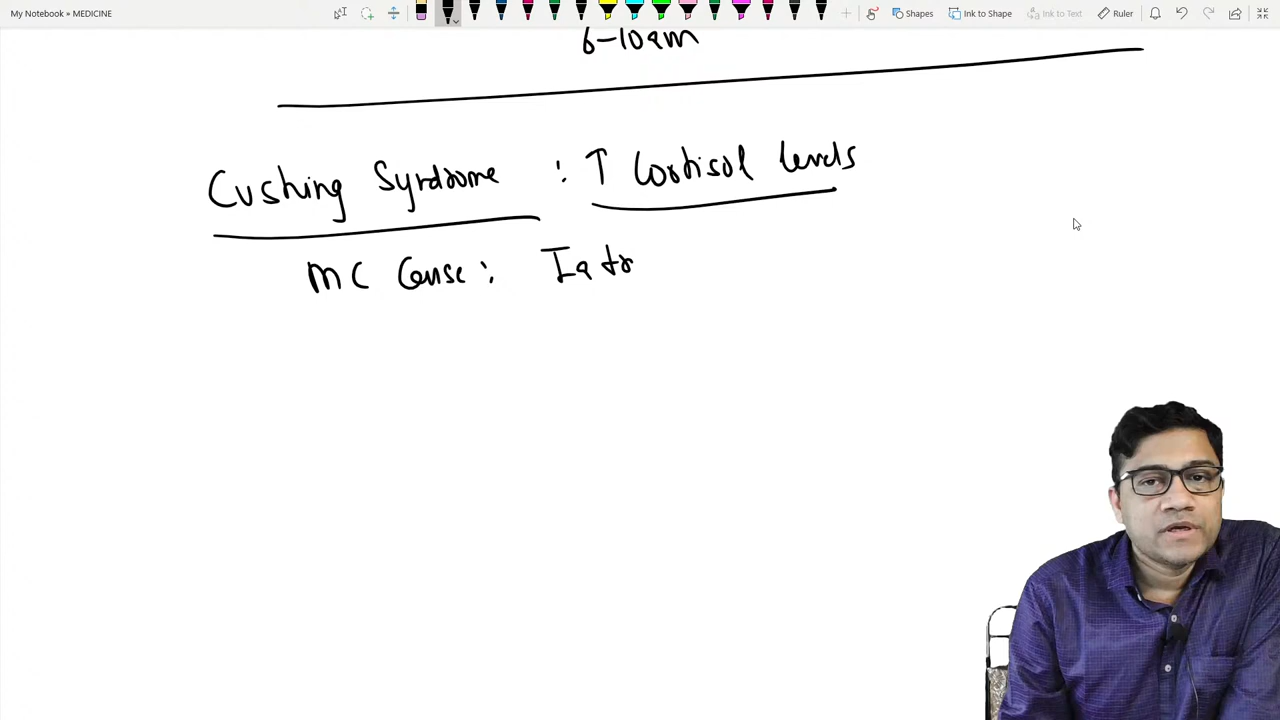 My Notebook » MEDICINE
Shapes Ink to Shape Ink to Text Ruler
6-10am
Cushing Syndrome : ↑ Cortisol levels
MC Cause : Iatr